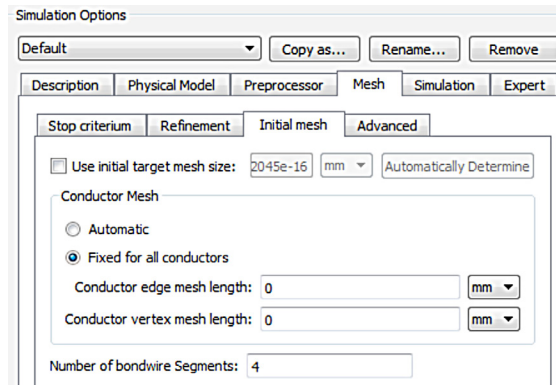 Simulation Options
Default Copy as... Rename... Remove
Description Physical Model Preprocessor Mesh Simulation Expert
Stop criterium Refinement Initial mesh Advanced
Use initial target mesh size: 2045e-16 mm Automatically Determine
Conductor Mesh
Automatic
Fixed for all conductors
Conductor edge mesh length: 0 mm
Conductor vertex mesh length: 0 mm
Number of bondwire Segments: 4